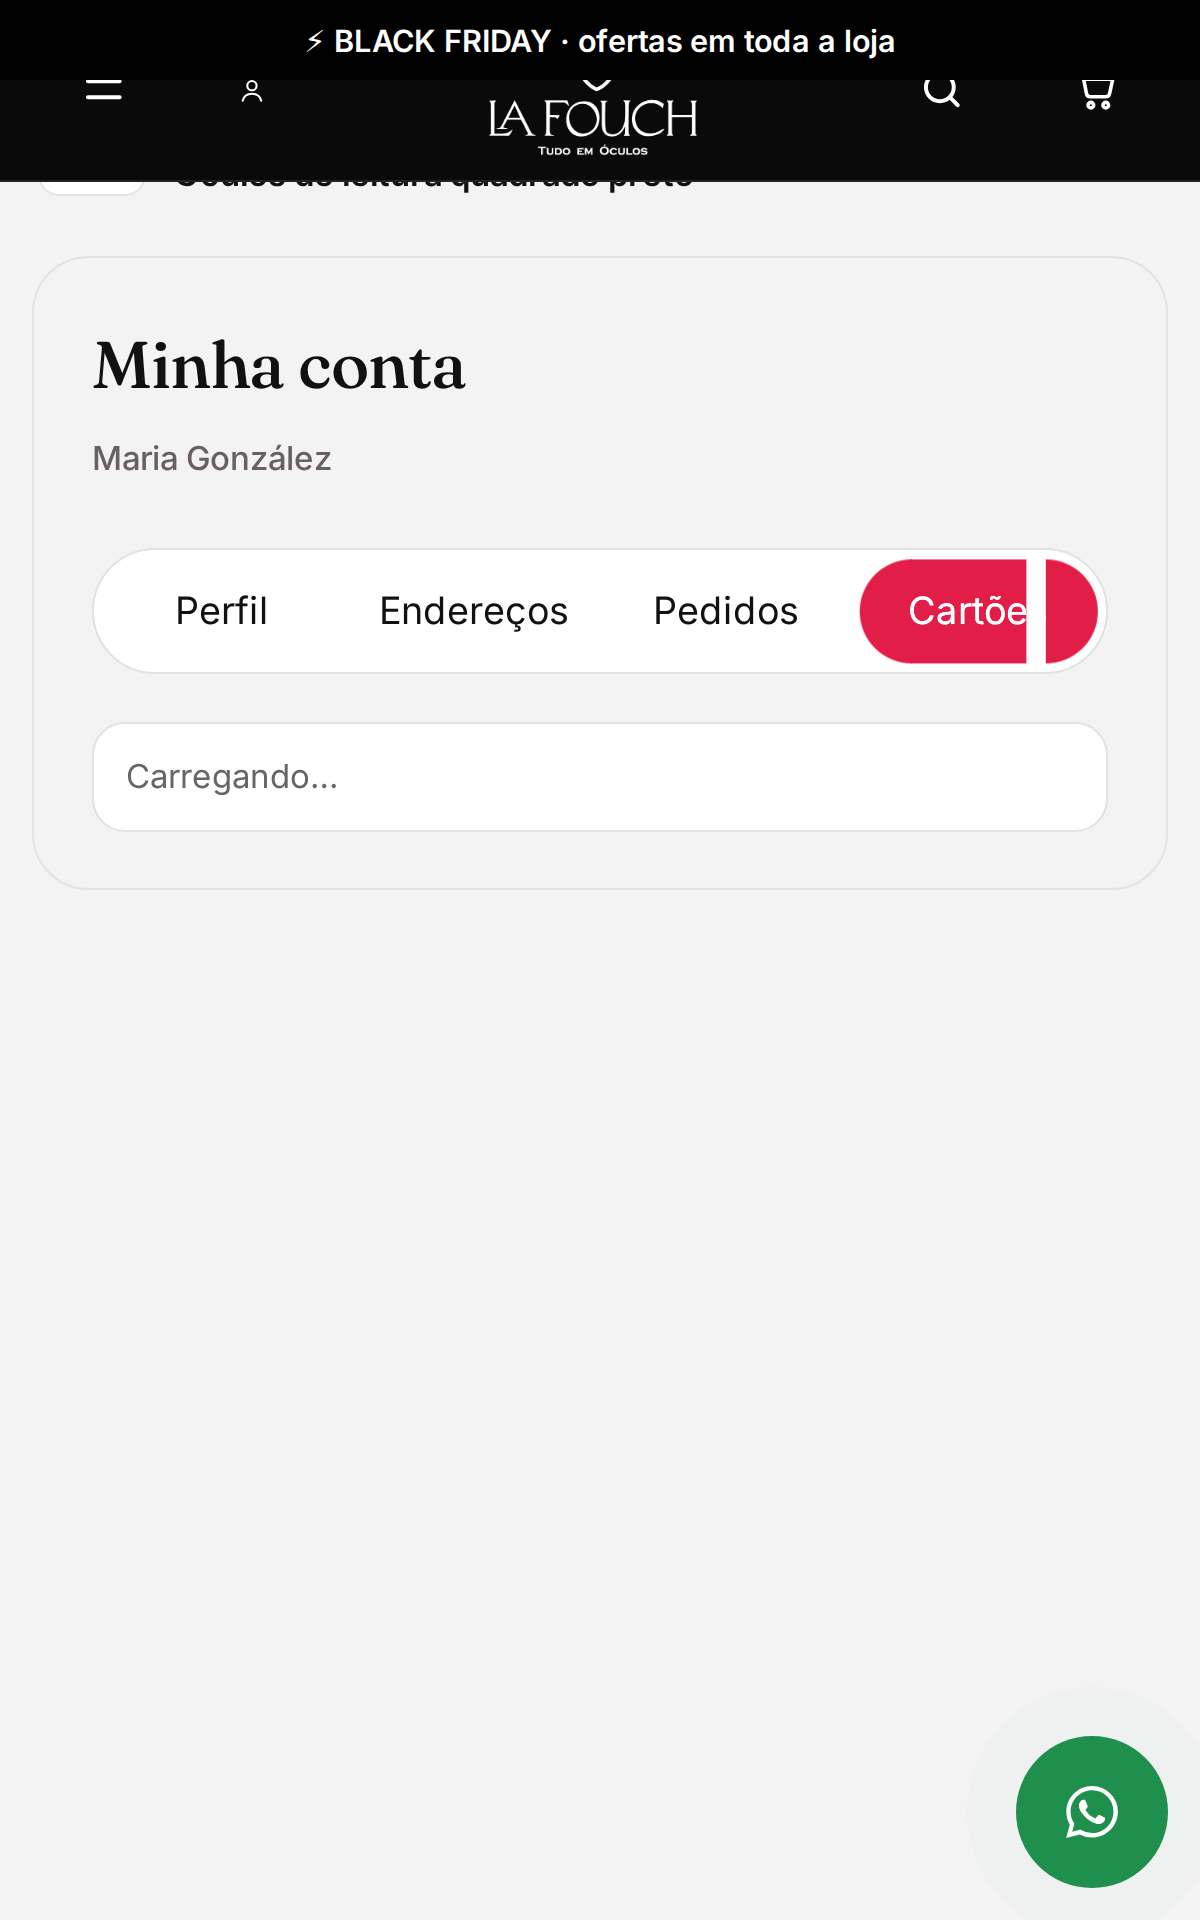 ⚡ BLACK FRIDAY · ofertas em toda a loja
LA FOUCH
TUDO EM ÓCULOS
Minha conta
Maria González
Perfil
Endereços
Pedidos
Cartõe
Carregando...